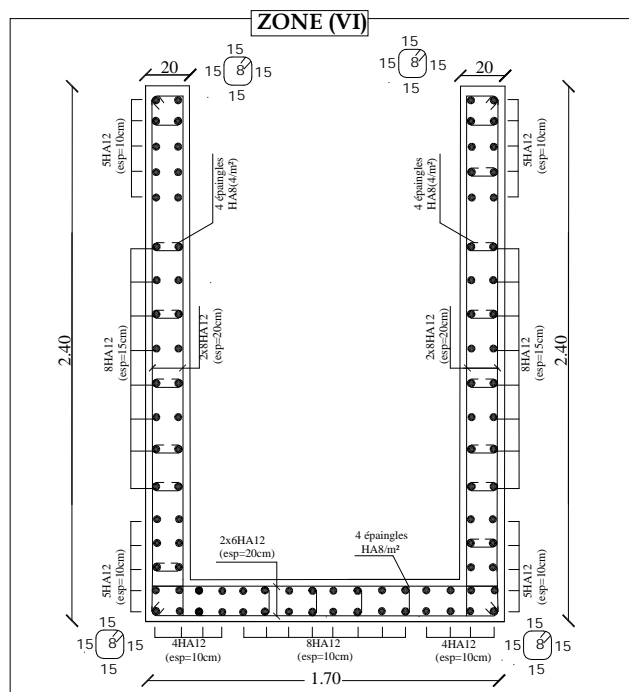 ZONE (VI)
15
15 8 15
15
15
15 8 15
15
20
20
5HA12
(esp=10cm)
4 épaingles
HA8(4/m²)
4 épaingles
HA8(4/m²)
5HA12
(esp=10cm)
2.40
8HA12
(esp=15cm)
2x8HA12
(esp=20cm)
2x8HA12
(esp=20cm)
8HA12
(esp=15cm)
2.40
5HA12
(esp=10cm)
2x6HA12
(esp=20cm)
4 épaingles
HA8/m²
5HA12
(esp=10cm)
15
15 8 15
15
4HA12
(esp=10cm)
8HA12
(esp=10cm)
4HA12
(esp=10cm)
15
15 8 15
15
1.70